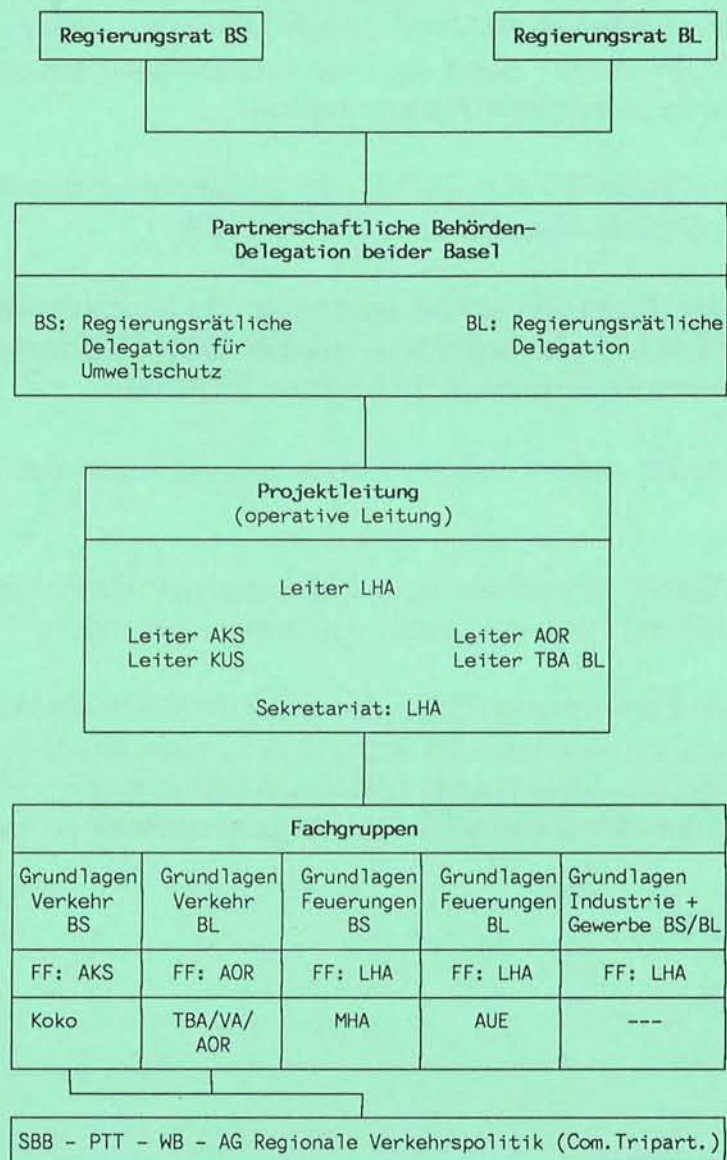 Regierungsrat BS
Regierungsrat BL
Partnerschaftliche Behörden-
Delegation beider Basel
BS: Regierungsrätliche
Delegation für
Umweltschutz
BL: Regierungsrätliche
Delegation
Projektleitung
(operative Leitung)
Leiter LHA
Leiter AKS
Leiter KUS
Leiter AOR
Leiter TBA BL
Sekretariat: LHA
Fachgruppen
Grundlagen
Verkehr
BS
Grundlagen
Verkehr
BL
Grundlagen
Feuerungen
BS
Grundlagen
Feuerungen
BL
Grundlagen
Industrie +
Gewerbe BS/BL
FF: AKS
FF: AOR
FF: LHA
FF: LHA
FF: LHA
Koko
TBA/VA/
AOR
MHA
AUE
---
SBB - PTT - WB - AG Regionale Verkehrspolitik (Com.Tripart.)